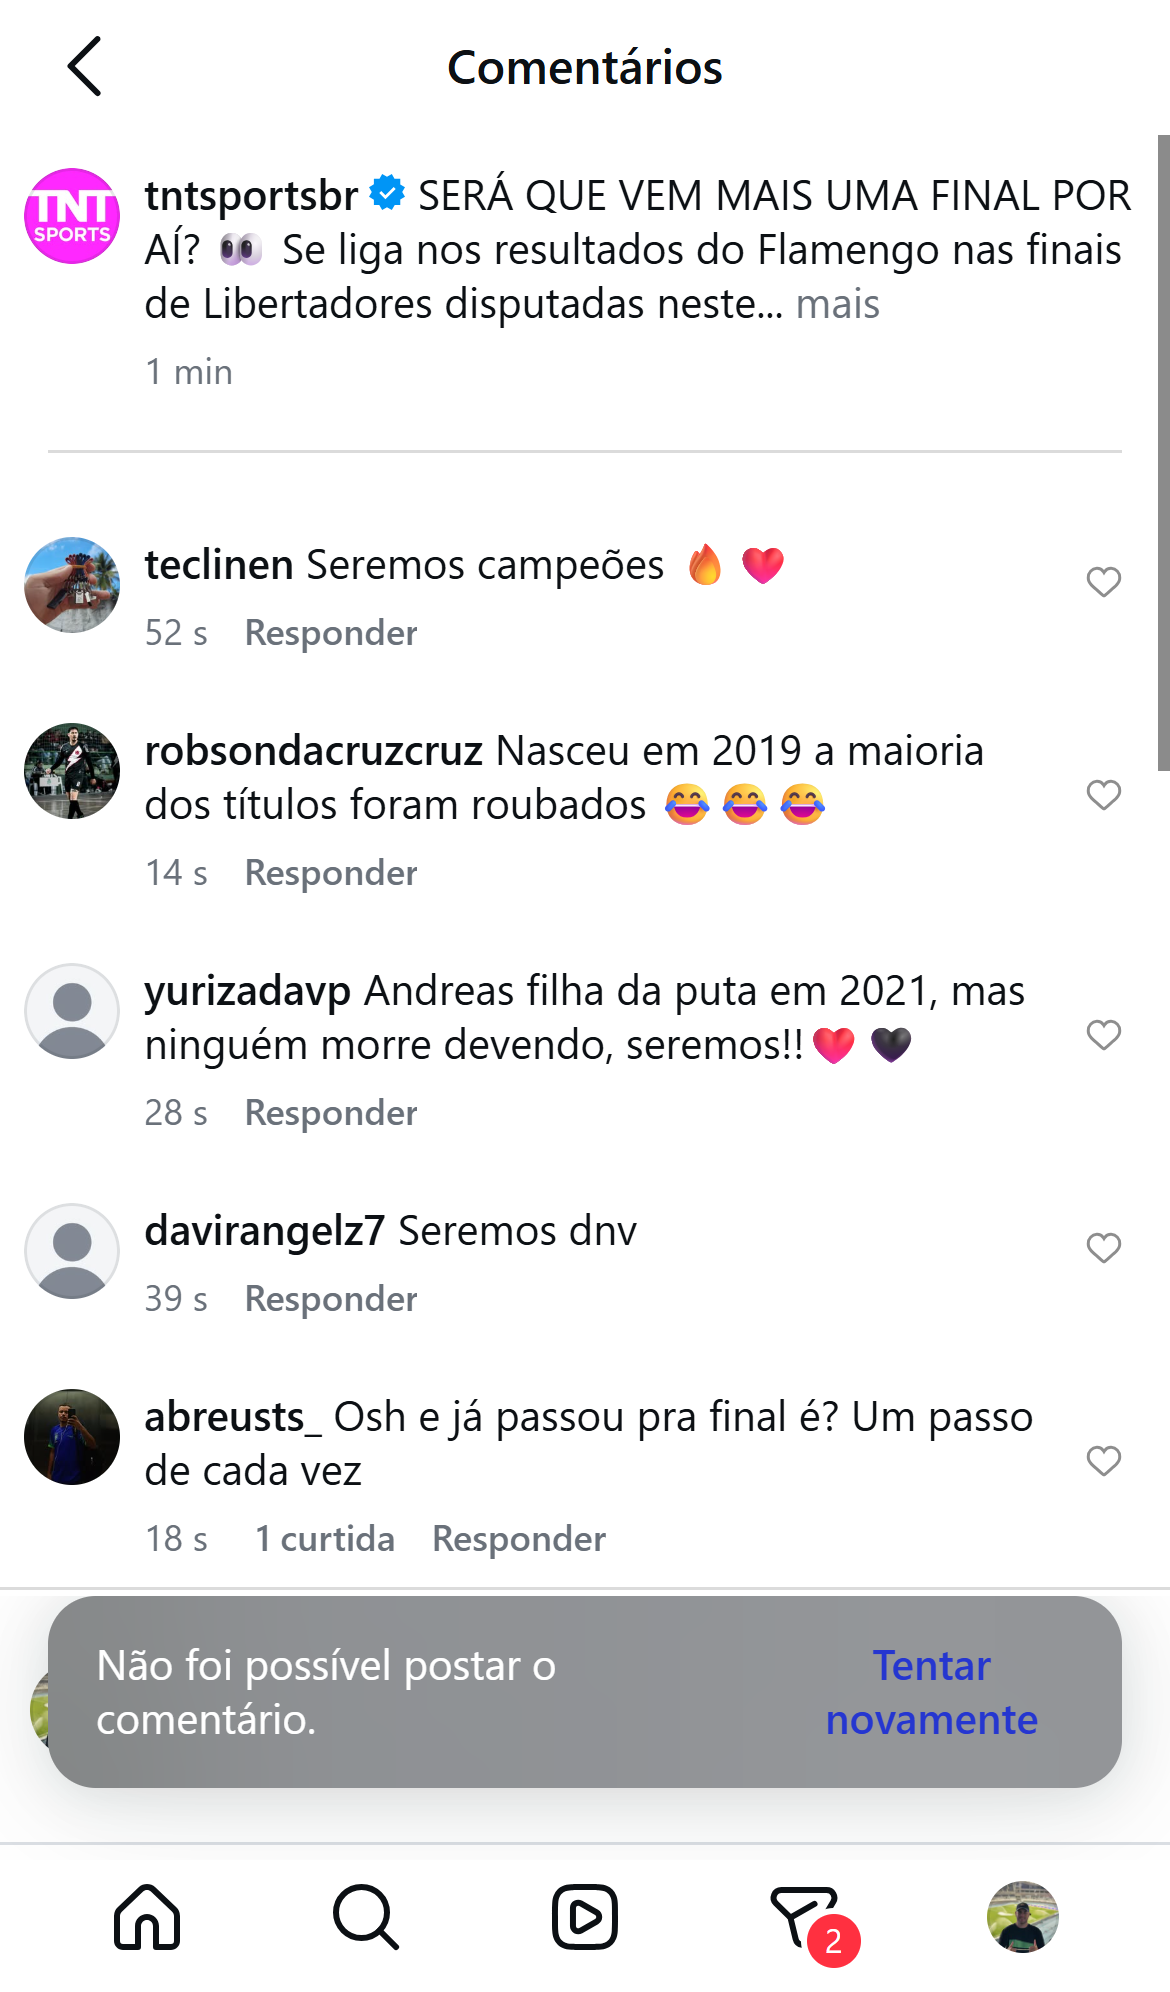 Comentários
TNT
SPORTS
tntsportsbr SERÁ QUE VEM MAIS UMA FINAL POR
AÍ? 👀 Se liga nos resultados do Flamengo nas finais
de Libertadores disputadas neste... mais
1 min
teclinen Seremos campeões 🔥 ❤️
52 s Responder
robsondacruzcruz Nasceu em 2019 a maioria
dos títulos foram roubados 😂 😂 😂
14 s Responder
yurizadavp Andreas filha da puta em 2021, mas
ninguém morre devendo, seremos!!❤️ 🖤
28 s Responder
davirangelz7 Seremos dnv
39 s Responder
abreusts_ Osh e já passou pra final é? Um passo
de cada vez
18 s 1 curtida Responder
Não foi possível postar o
comentário.
Tentar
novamente
2